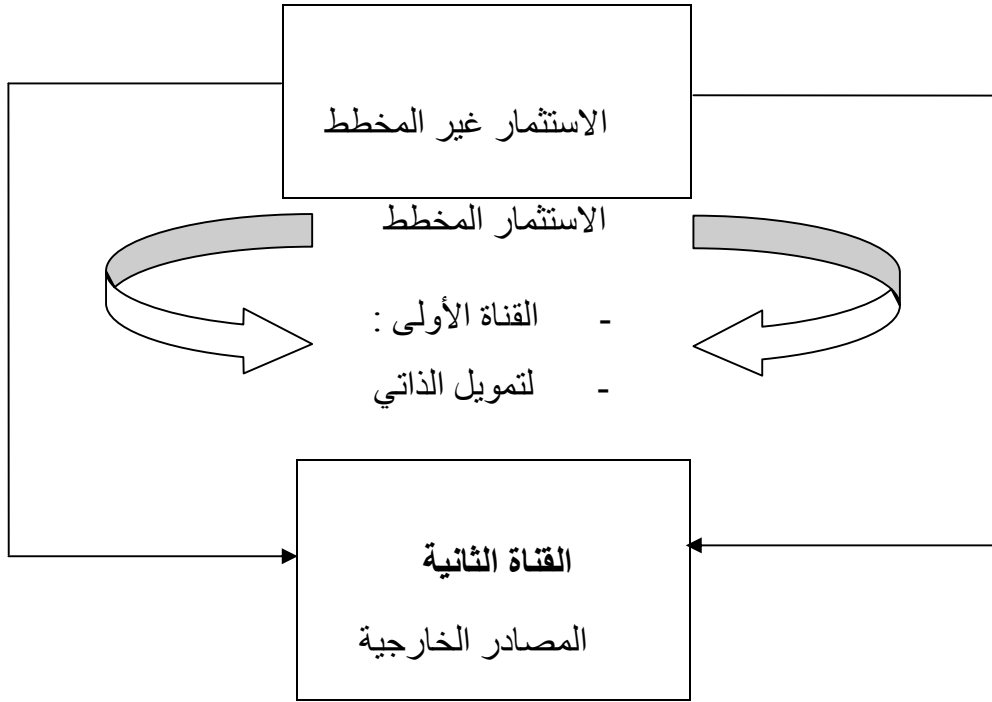 الاستثمار غير المخطط
الاستثمار المخطط
- القناة الأولى :
- لتمويل الذاتي
القناة الثانية
المصادر الخارجية